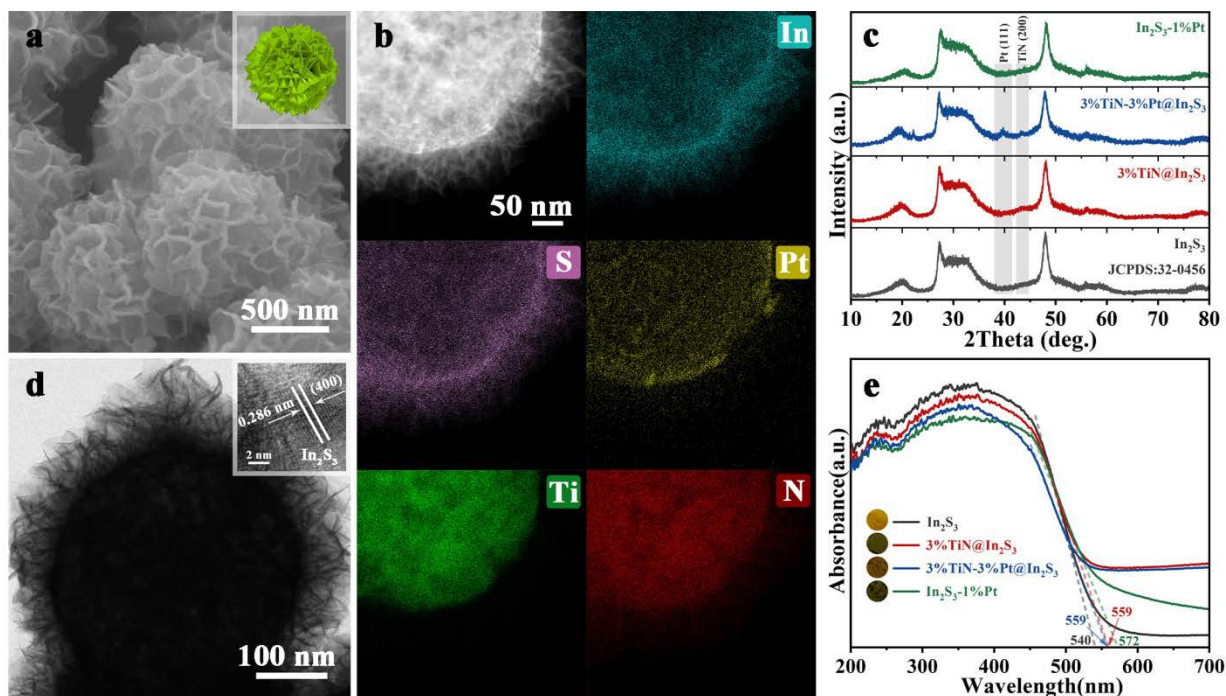 a
500 nm
b
In
50 nm
S
Pt
Ti
N
c
In₂S₃-1%Pt
Pt (111)
TiN (200)
3%TiN-3%Pt@In₂S₃
3%TiN@In₂S₃
In₂S₃
JCPDS:32-0456
Intensity (a.u.)
10 20 30 40 50 60 70 80
2Theta (deg.)
d
0.286 nm
(400)
2 nm
In₂S₃
100 nm
e
In₂S₃
3%TiN@In₂S₃
3%TiN-3%Pt@In₂S₃
In₂S₃-1%Pt
559
559
540
572
Absorbance(a.u.)
200 300 400 500 600 700
Wavelength(nm)